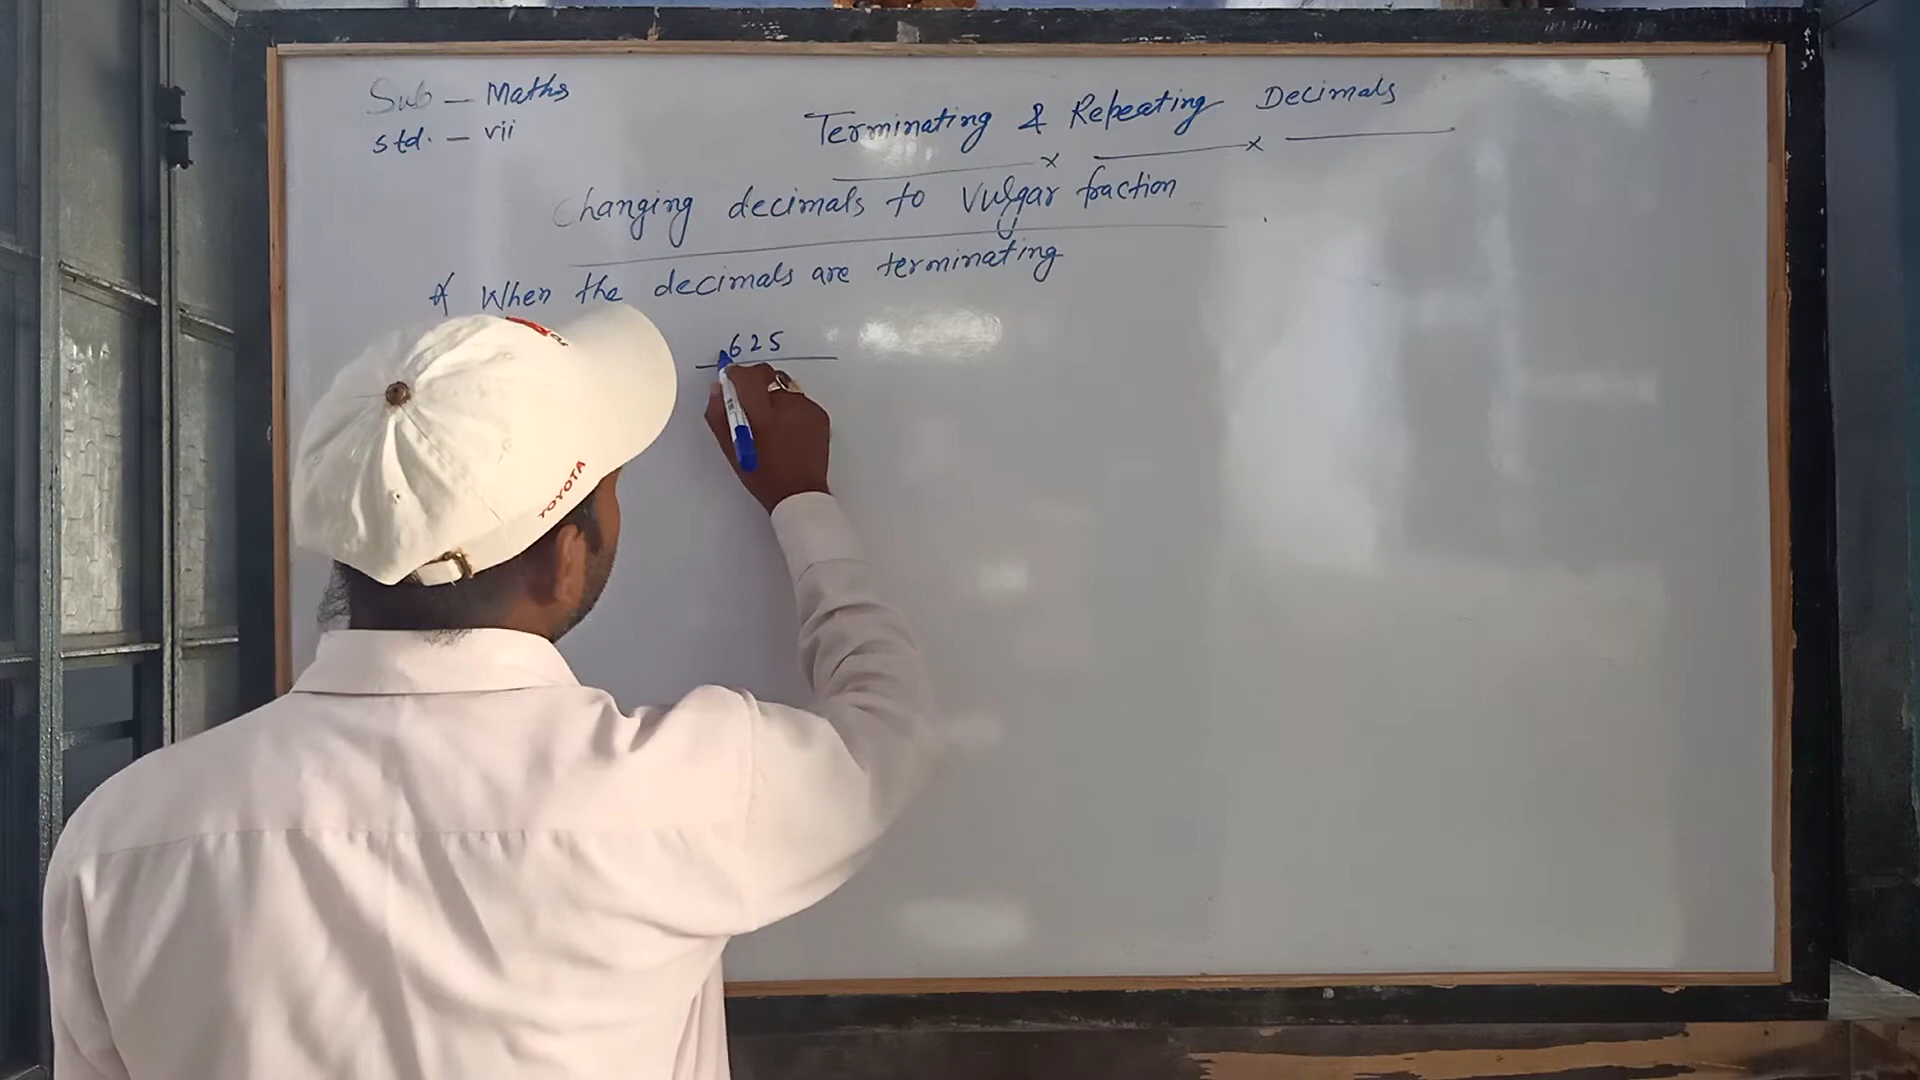 Sub - Maths
Std. - vii
Terminating & Repeating Decimals
Changing decimals to Vulgar fraction
When the decimals are terminating
625
TOYOTA